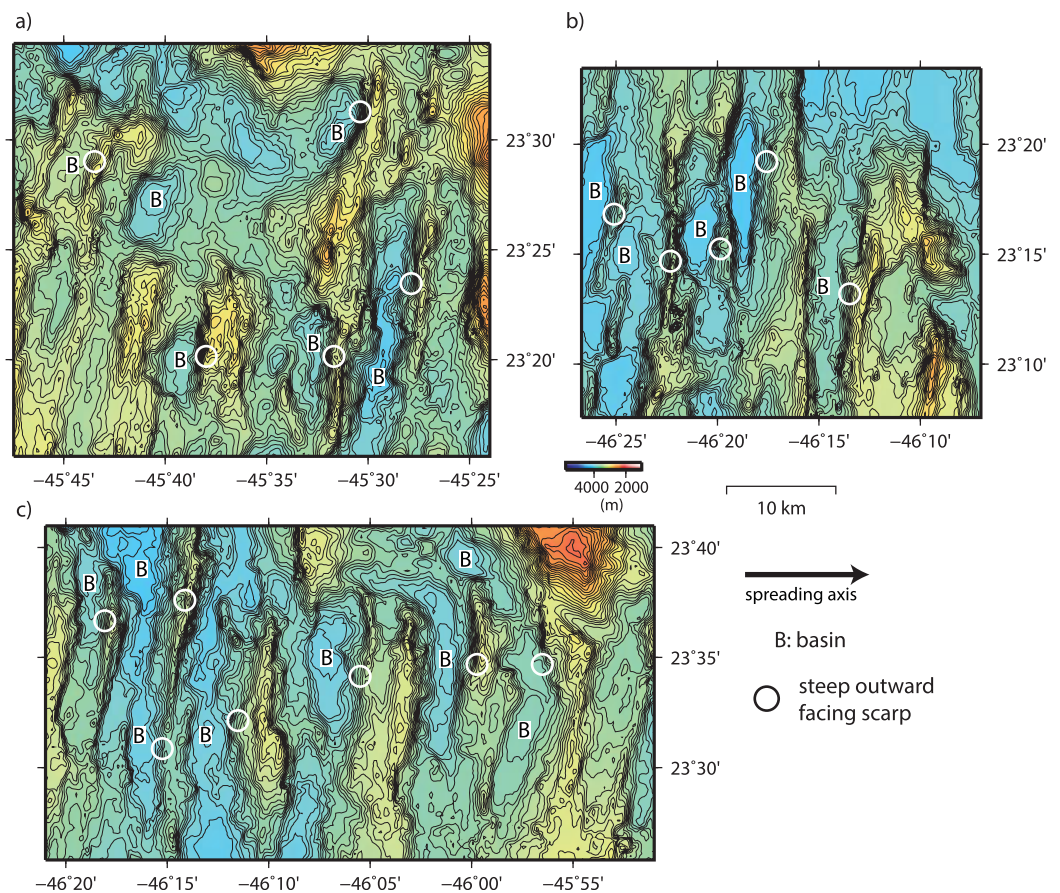 a)
B
B
B
B
B
B
23˚30'
23˚25'
23˚20'
−45˚45'
−45˚40'
−45˚35'
−45˚30'
−45˚25'
b)
B
B
B
B
B
23˚20'
23˚15'
23˚10'
−46˚25'
−46˚20'
−46˚15'
−46˚10'
4000 2000
(m)
10 km
c)
B
B
B
B
B
B
B
B
23˚40'
23˚35'
23˚30'
−46˚20'
−46˚15'
−46˚10'
−46˚05'
−46˚00'
−45˚55'
spreading axis
B: basin
steep outward
facing scarp